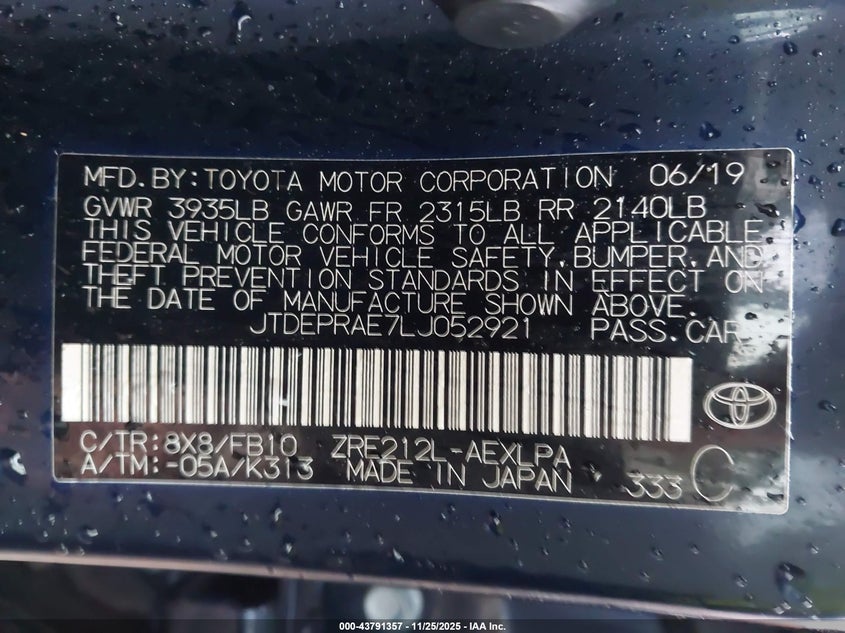 MFD.BY:TOYOTA MOTOR CORPORATION 06/19
GVWR 3935LB GAWR FR 2315LB RR 2140LB
THIS VEHICLE CONFORMS TO ALL APPLICABLE
FEDERAL MOTOR VEHICLE SAFETY,BUMPER,AND
THEFT PREVENTION STANDARDS IN EFFECT ON
THE DATE OF MANUFACTURE SHOWN ABOVE.
JTDEPRAE7LJ052921 PASS.CAR
C/TR:8X8/FB10 ZRE212L-AEXLPA
A/TM:-05A/K313 MADE IN JAPAN 333 C
000-43791357 - 11/25/2025 - IAA Inc.